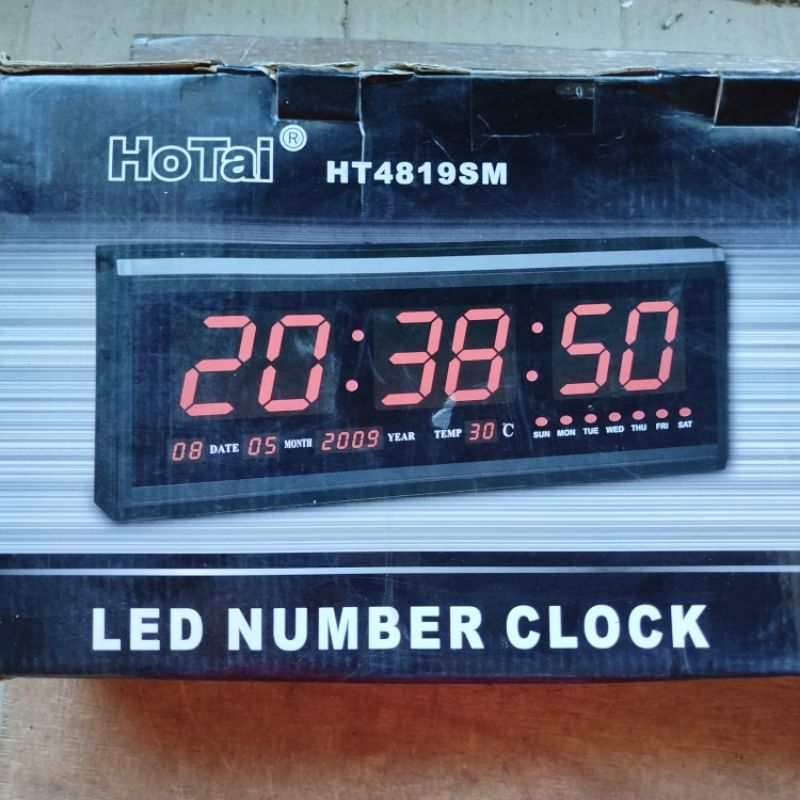 HoTai® HT4819SM
20:38:50
08 DATE 05 MONTH 2009 YEAR TEMP 30 °C
SUN MON TUE WED THU FRI SAT
LED NUMBER CLOCK